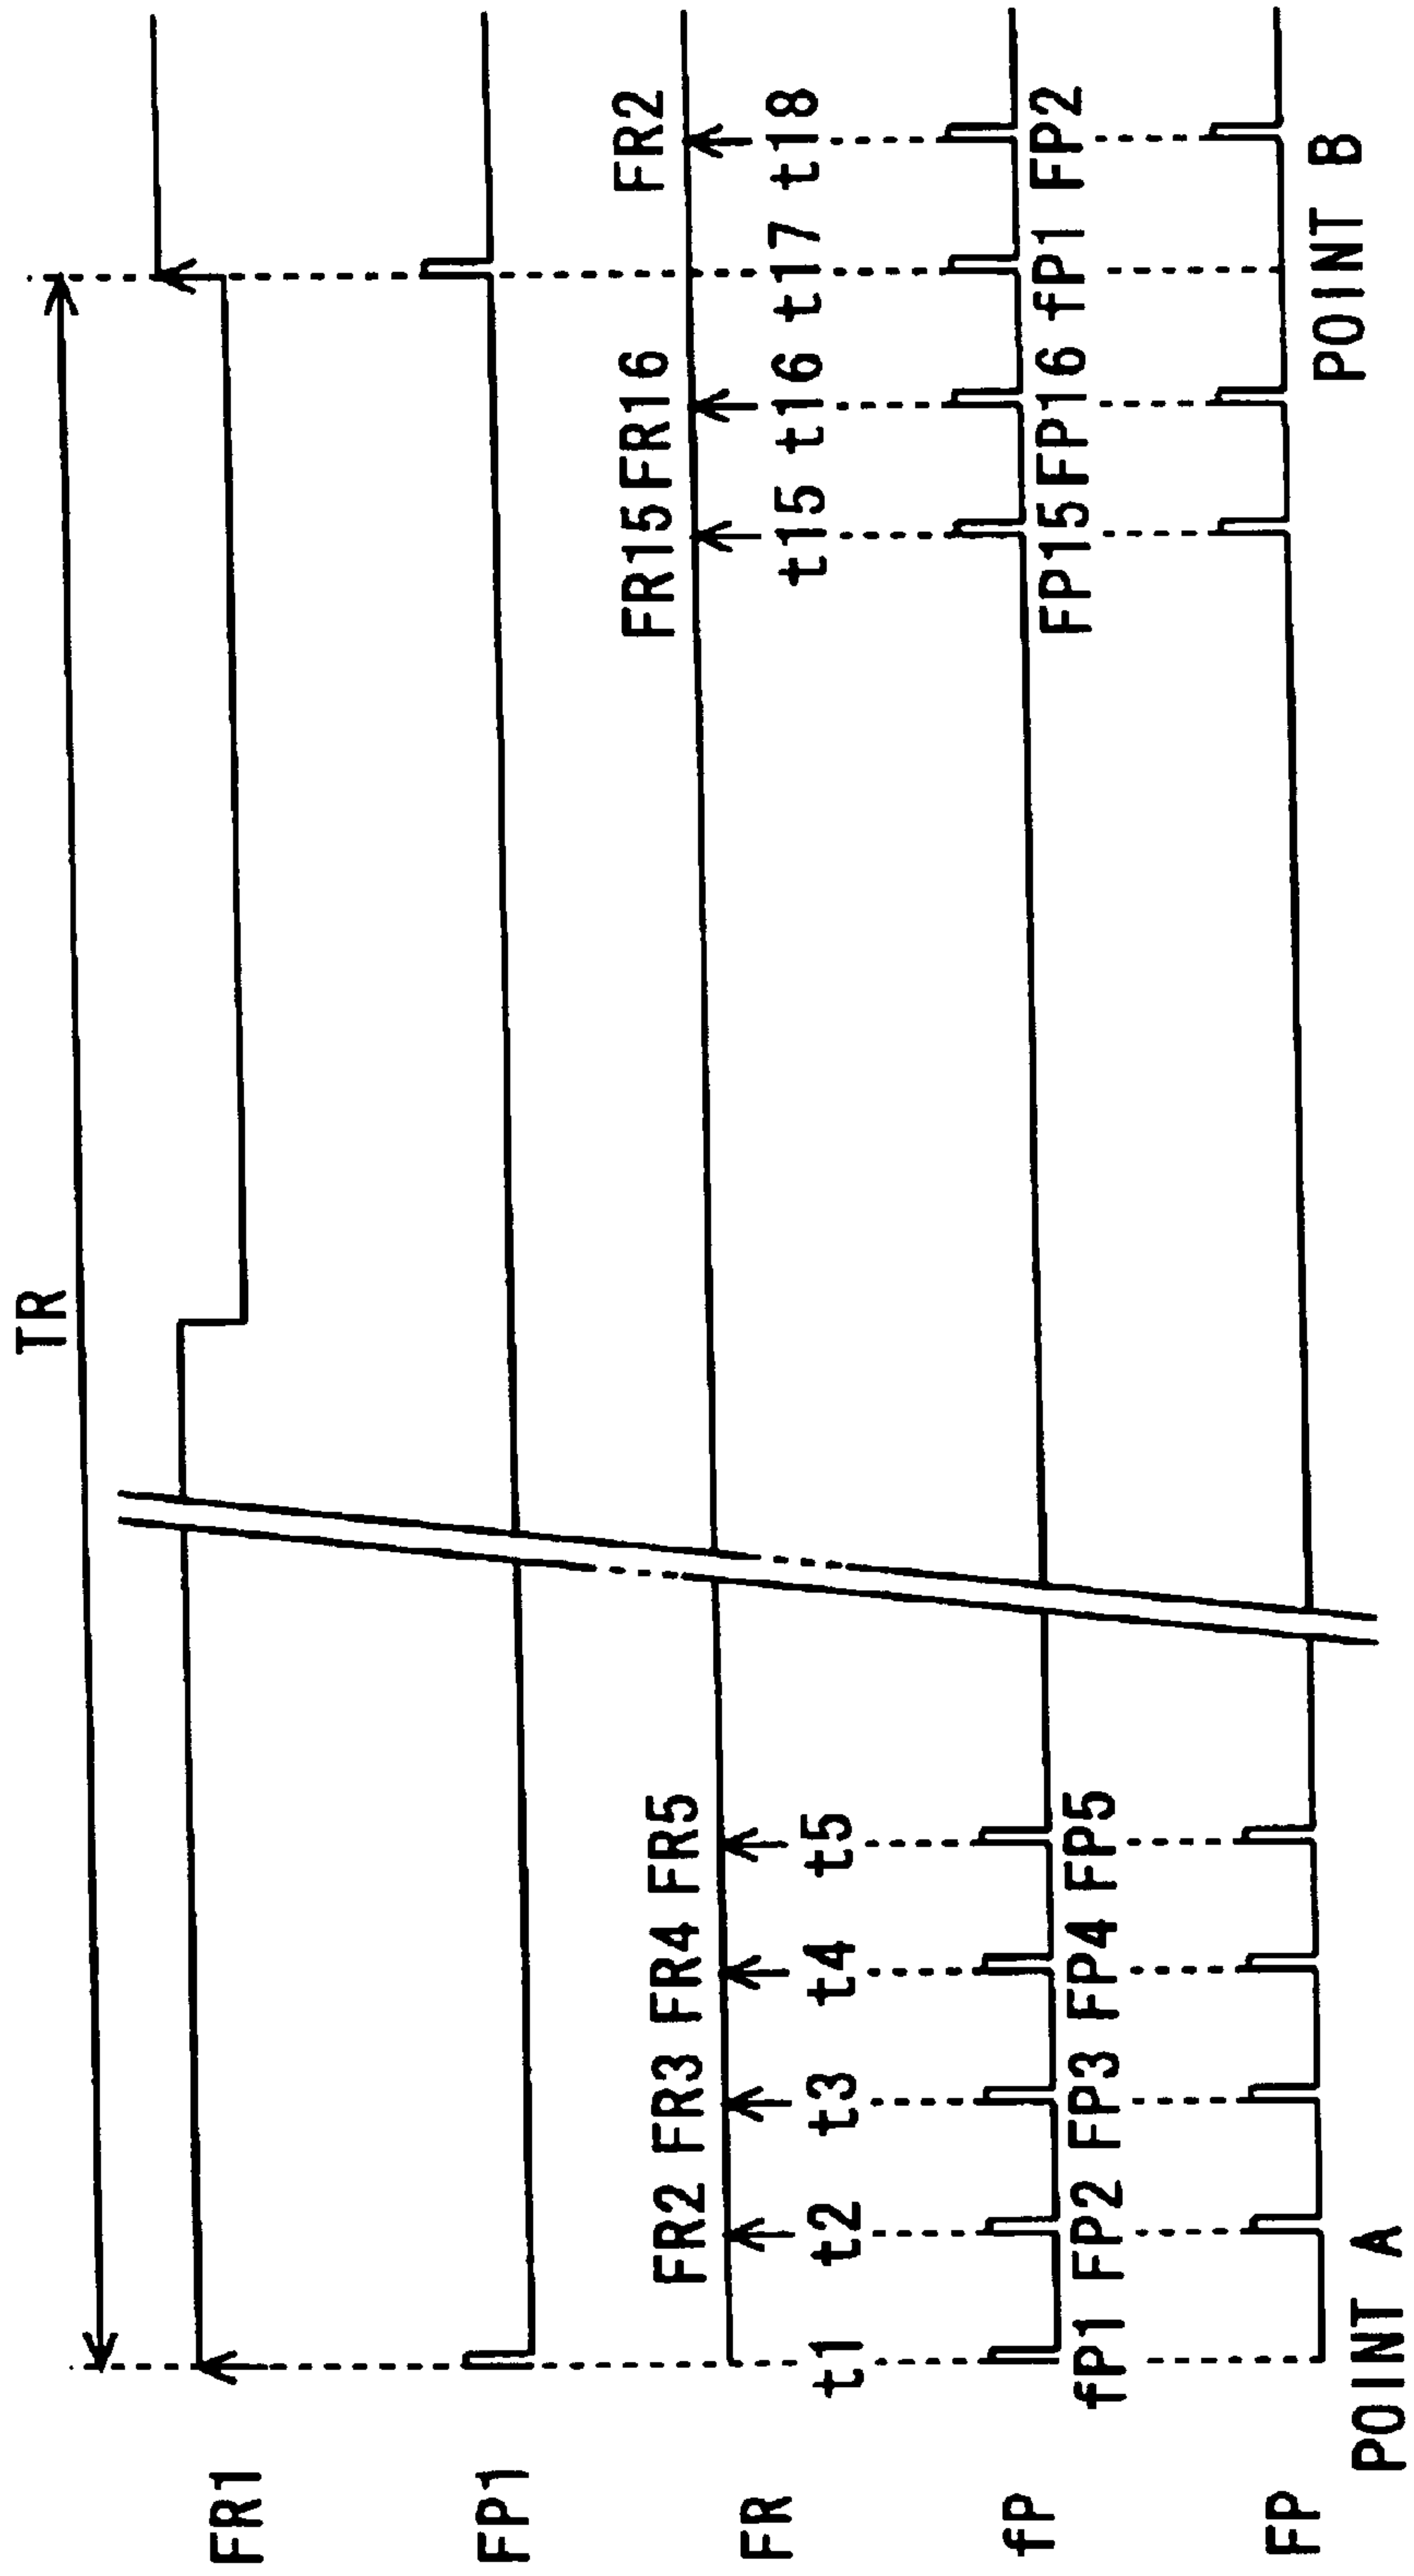 TR
FR1
FP1
FR2 FR3 FR4 FR5 FR15 FR16 FR2
FR
t1 t2 t3 t4 t5 t15 t16 t17 t18
fP
fP1 FP2 FP3 FP4 FP5 FP15 FP16 fP1 FP2
FP
POINT A POINT B